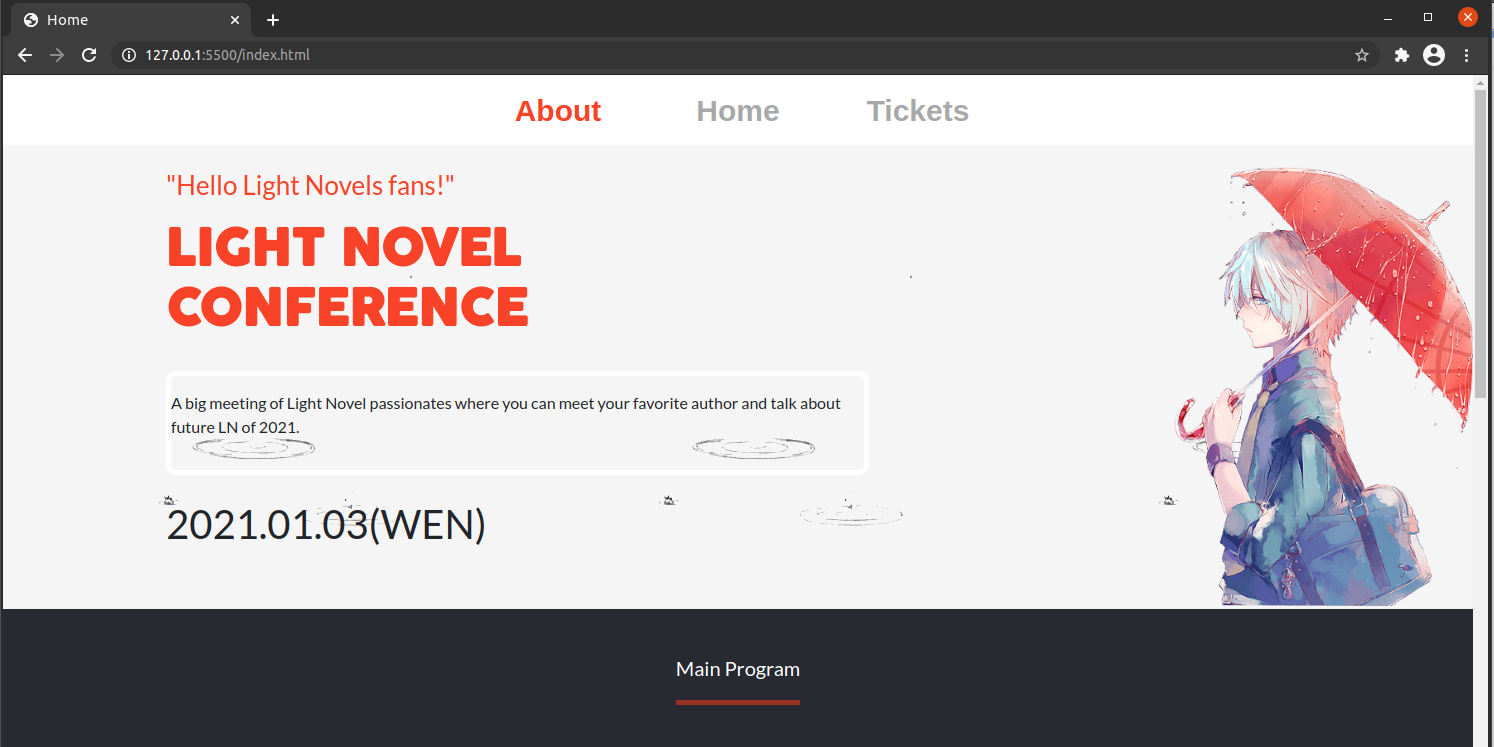 Home
127.0.0.1:5500/index.html
About Home Tickets
"Hello Light Novels fans!"
LIGHT NOVEL
CONFERENCE
A big meeting of Light Novel passionates where you can meet your favorite author and talk about
future LN of 2021.
2021.01.03(WEN)
Main Program